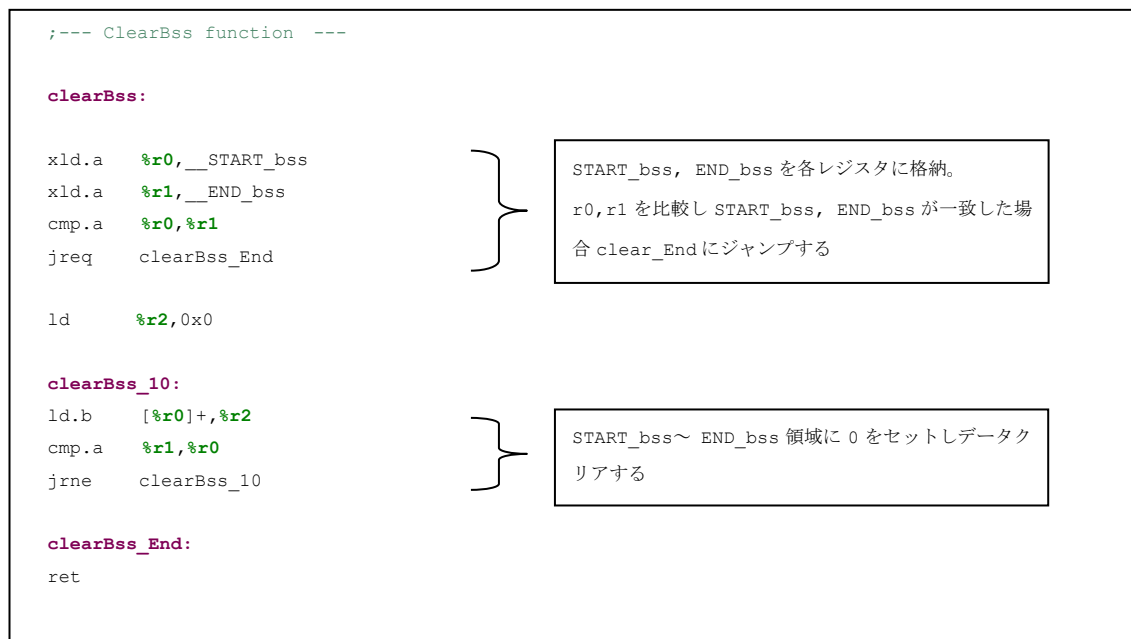 ;--- ClearBss function ---
clearBss:
xld.a %r0,__START_bss
xld.a %r1,__END_bss
cmp.a %r0,%r1
jreq clearBss_End
START_bss, END_bss を各レジスタに格納。
r0,r1 を比較し START_bss, END_bss が一致した場
合 clear_End にジャンプする
ld %r2,0x0
clearBss_10:
ld.b [%r0]+,%r2
cmp.a %r1,%r0
jrne clearBss_10
START_bss～ END_bss 領域に 0 をセットしデータク
リアする
clearBss_End:
ret